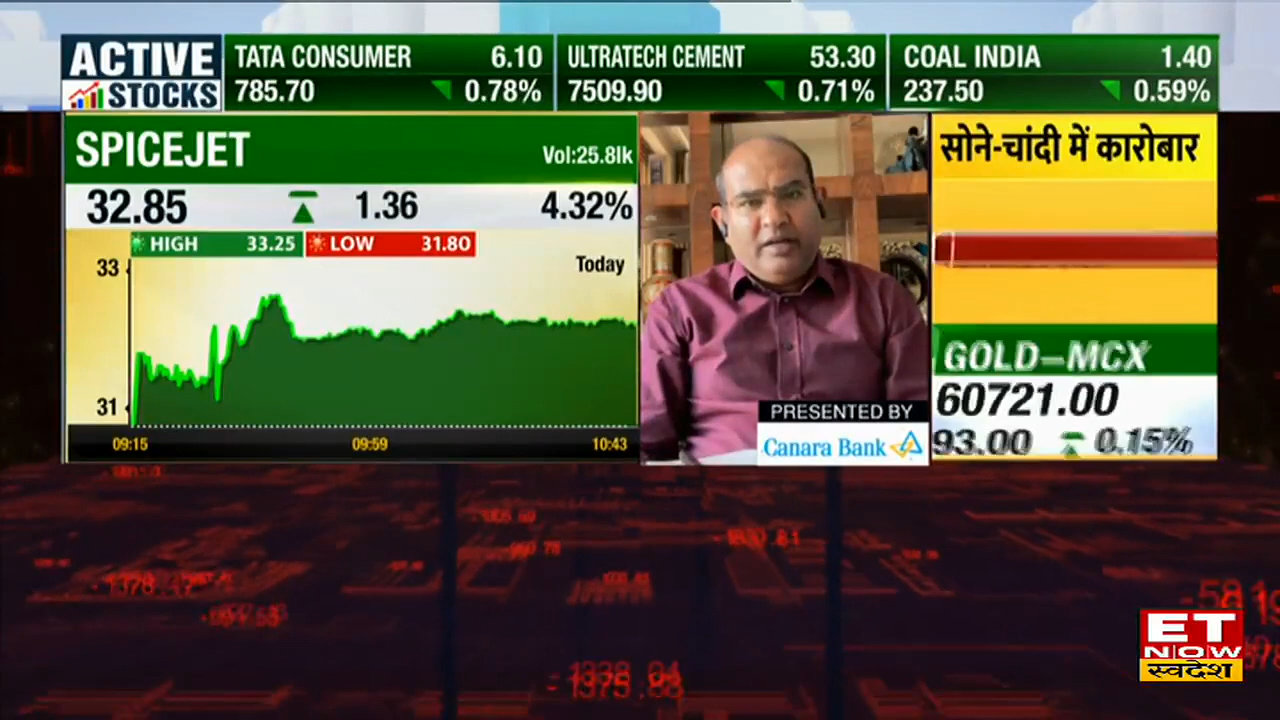 ACTIVE STOCKS
TATA CONSUMER 6.10
785.70 0.78%
ULTRATECH CEMENT 53.30
7509.90 0.71%
COAL INDIA 1.40
237.50 0.59%
SPICEJET Vol:25.8lk
32.85 1.36 4.32%
HIGH 33.25 LOW 31.80
Today
33
31
09:15 09:59 10:43
PRESENTED BY
Canara Bank
सोने-चांदी में कारोबार
GOLD-MCX
60721.00
93.00 0.15%
ET
NOW
स्वदेश